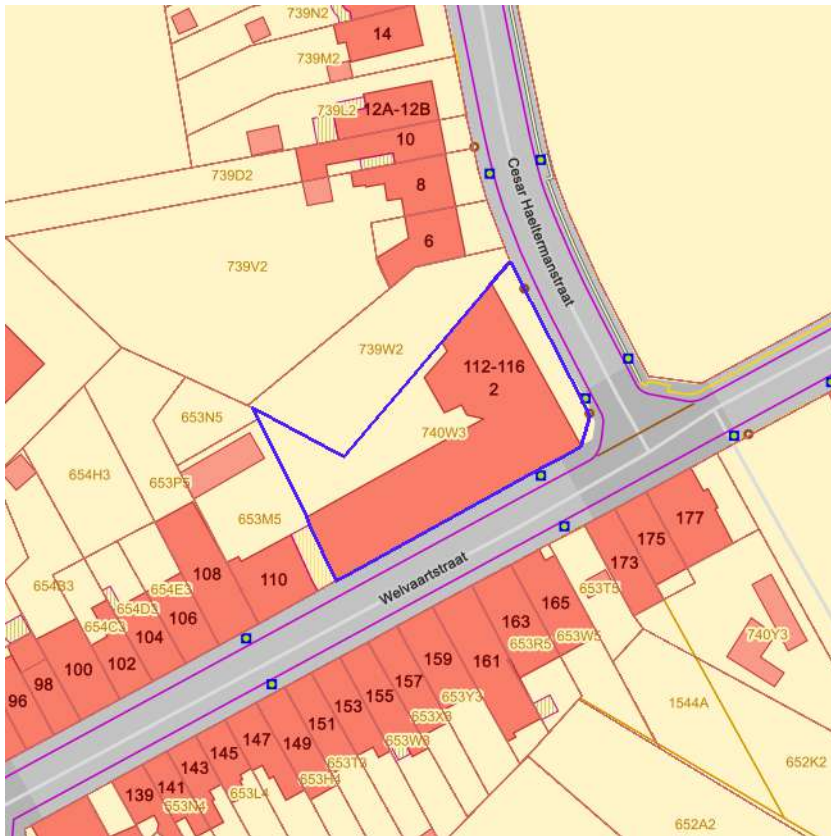 739N2
14
739M2
739L2
12A-12B
10
739D2
8
6
739V2
Cesar Haeltermanstraat
739W2
112-116
2
740W3
653N5
654H3
653P5
653M5
177
175
173
Welvaartstraat
108
110
654B3
654E3
654D3
654C3
106
104
102
100
98
96
165
163
653T5
653R5
653W5
740Y3
161
159
157
155
153
151
149
147
145
143
141
139
653Y3
653X3
653W3
653T3
653H4
653L4
653N4
1544A
652K2
652A2